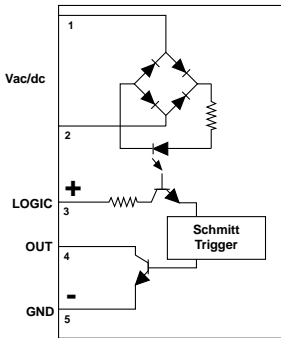 1
Vac/dc
2
+
LOGIC
3
Schmitt
Trigger
OUT
4
-
GND
5